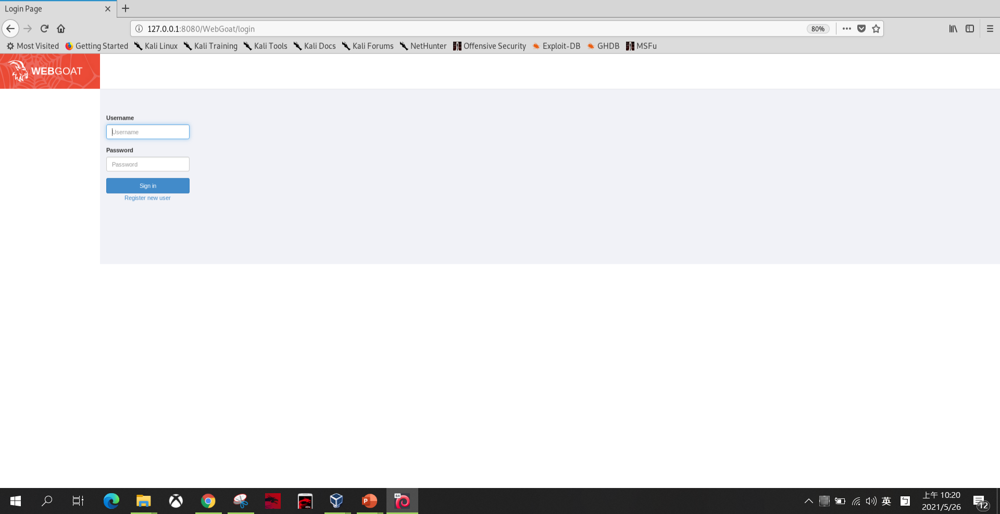 Login Page
127.0.0.1:8080/WebGoat/login
80%
Most Visited Getting Started Kali Linux Kali Training Kali Tools Kali Docs Kali Forums NetHunter Offensive Security Exploit-DB GHDB MSFu
WEBGOAT
Username
Username
Password
Password
Sign in
Register new user
64
P
英
ㄅ
上午 10:20
2021/5/26
12